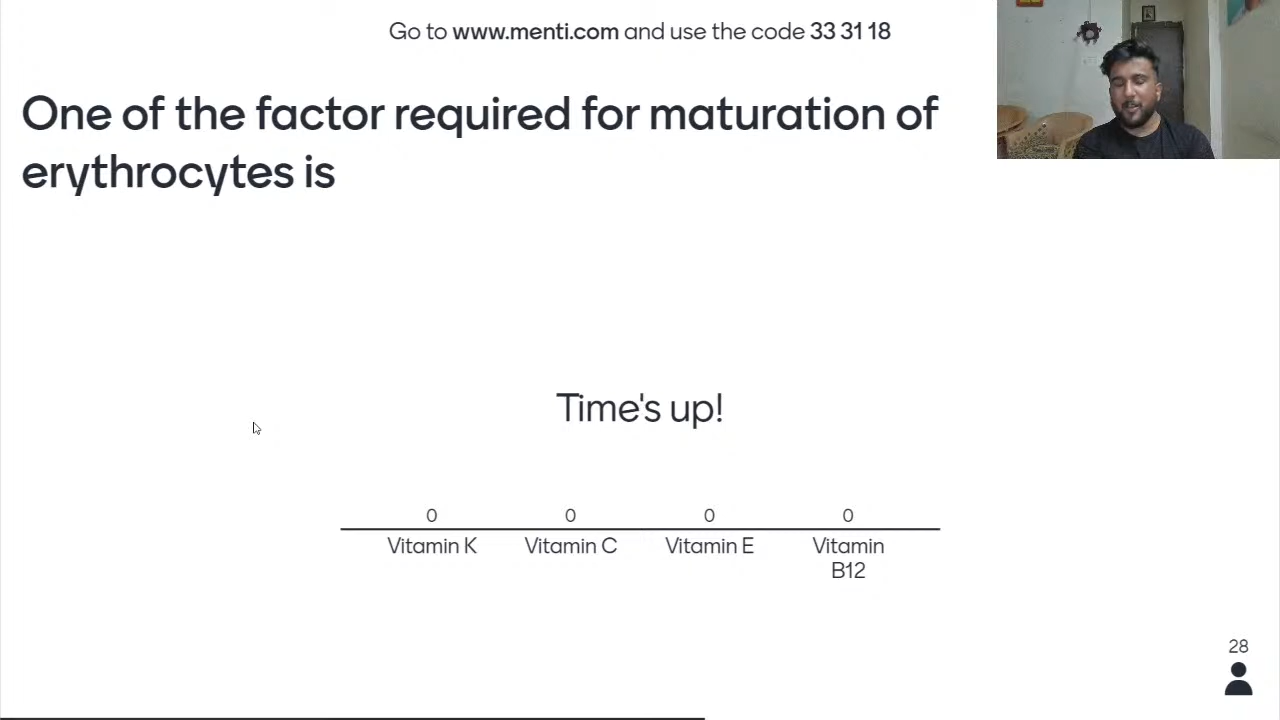 Go to www.menti.com and use the code 33 31 18
One of the factor required for maturation of
erythrocytes is
Time's up!
0 0 0 0
Vitamin K Vitamin C Vitamin E Vitamin
B12
28